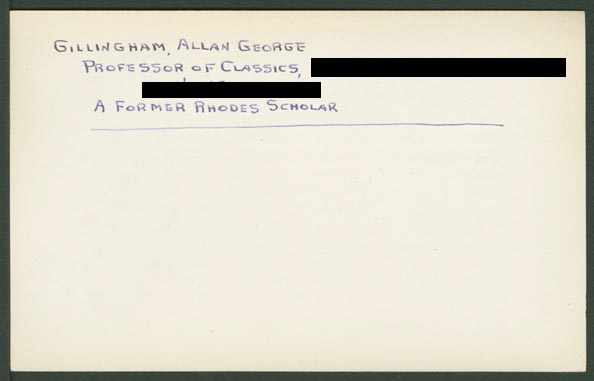 GILLINGHAM, ALLAN GEORGE
PROFESSOR OF CLASSICS,
A FORMER RHODES SCHOLAR